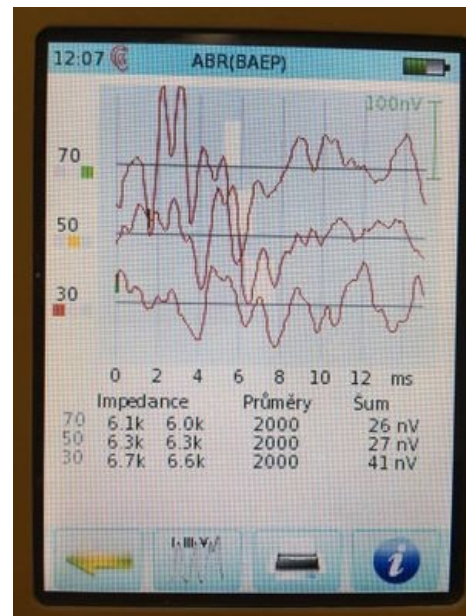 12:07 ABR(BAEP)
100nV
70
50
30
0 2 4 6 8 10 12 ms
Impedance Průměry Šum
70 6.1k 6.0k 2000 26 nV
50 6.3k 6.3k 2000 27 nV
30 6.7k 6.6k 2000 41 nV
I·III·V
i